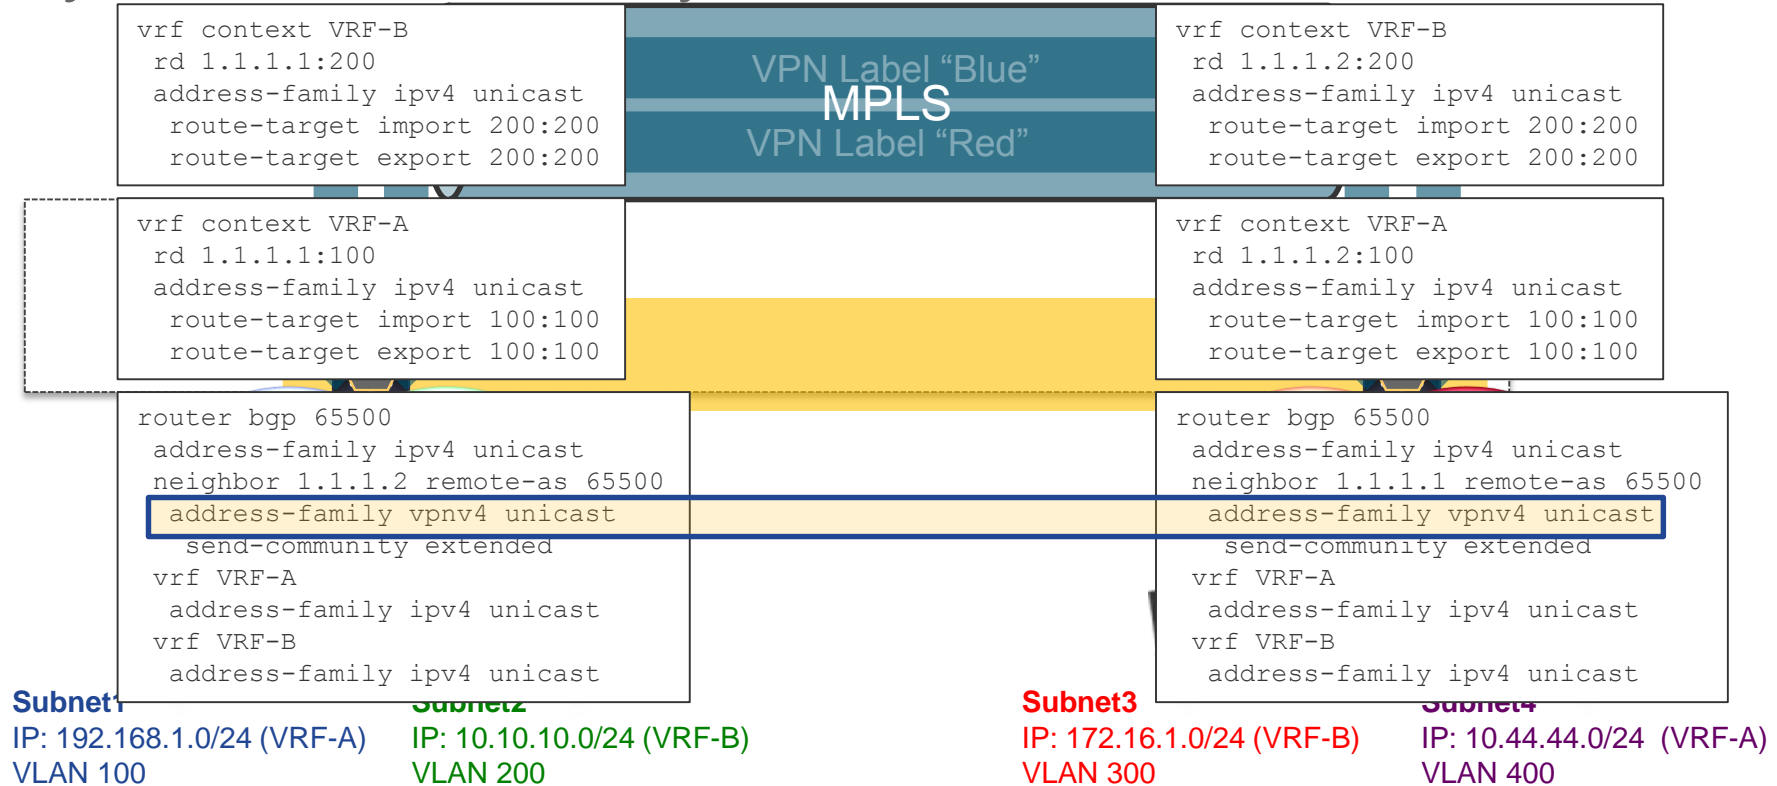 vrf context VRF-B
rd 1.1.1.1:200
address-family ipv4 unicast
route-target import 200:200
route-target export 200:200
VPN Label “Blue”
MPLS
VPN Label “Red”
vrf context VRF-B
rd 1.1.1.2:200
address-family ipv4 unicast
route-target import 200:200
route-target export 200:200
vrf context VRF-A
rd 1.1.1.1:100
address-family ipv4 unicast
route-target import 100:100
route-target export 100:100
vrf context VRF-A
rd 1.1.1.2:100
address-family ipv4 unicast
route-target import 100:100
route-target export 100:100
router bgp 65500
address-family ipv4 unicast
neighbor 1.1.1.2 remote-as 65500
address-family vpnv4 unicast
send-community extended
vrf VRF-A
address-family ipv4 unicast
vrf VRF-B
address-family ipv4 unicast
router bgp 65500
address-family ipv4 unicast
neighbor 1.1.1.1 remote-as 65500
address-family vpnv4 unicast
send-community extended
vrf VRF-A
address-family ipv4 unicast
vrf VRF-B
address-family ipv4 unicast
Subnet1
IP: 192.168.1.0/24 (VRF-A)
VLAN 100
Subnet2
IP: 10.10.10.0/24 (VRF-B)
VLAN 200
Subnet3
IP: 172.16.1.0/24 (VRF-B)
VLAN 300
Subnet4
IP: 10.44.44.0/24 (VRF-A)
VLAN 400